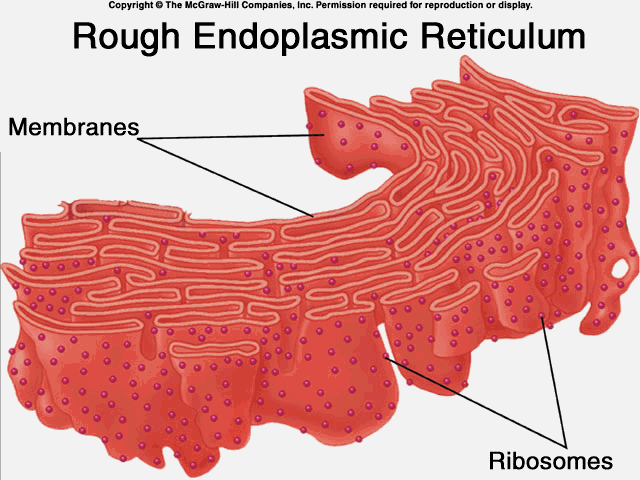 Copyright © The McGraw-Hill Companies, Inc. Permission required for reproduction or display.
Rough Endoplasmic Reticulum
Membranes
Ribosomes